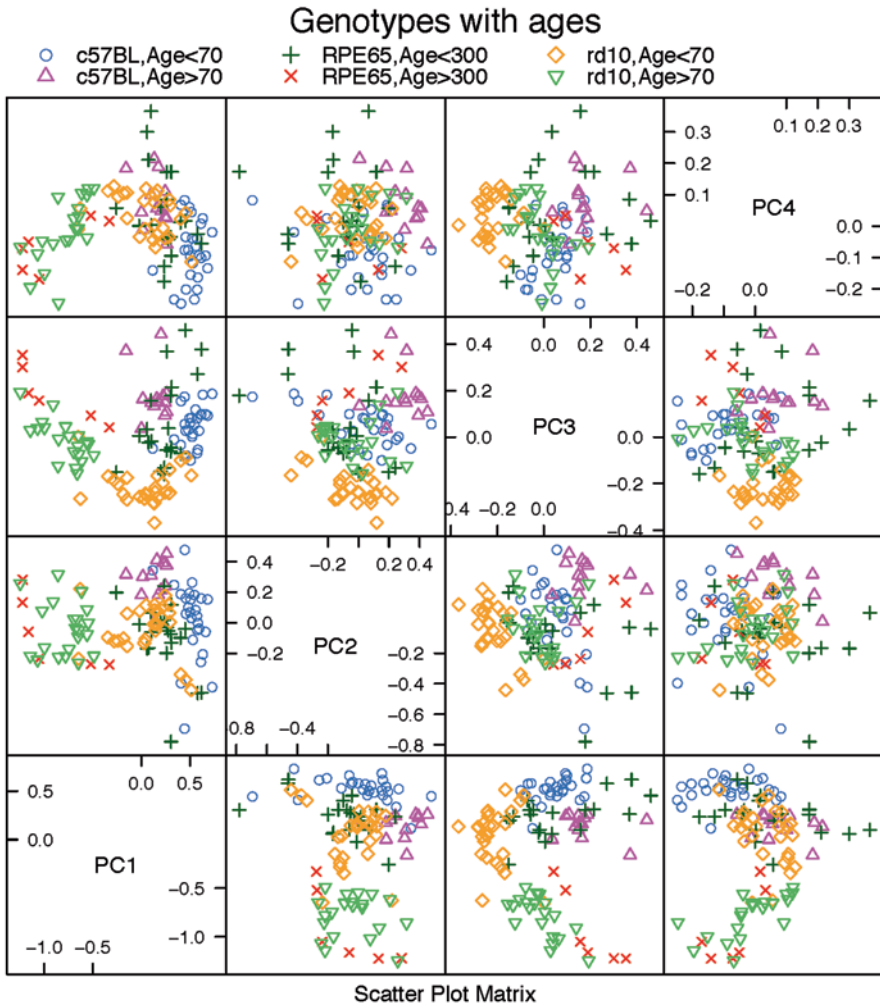 Genotypes with ages
c57BL,Age<70 RPE65,Age<300 rd10,Age<70
c57BL,Age>70 RPE65,Age>300 rd10,Age>70
0.1 0.2 0.3
0.3
0.2
0.1
PC4
0.0
-0.1
-0.2
-0.2 0.0
0.0 0.2 0.4
0.4
0.2
0.0
PC3
0.0
-0.2
-0.4
.4 -0.2 0.0
-0.2 0.2 0.4
0.4
0.2
0.0
-0.2
PC2
-0.2
-0.4
-0.6
-0.8
-0.8 -0.4
0.0 0.5
0.5
0.0
PC1
-0.5
-1.0
-1.0 -0.5
Scatter Plot Matrix